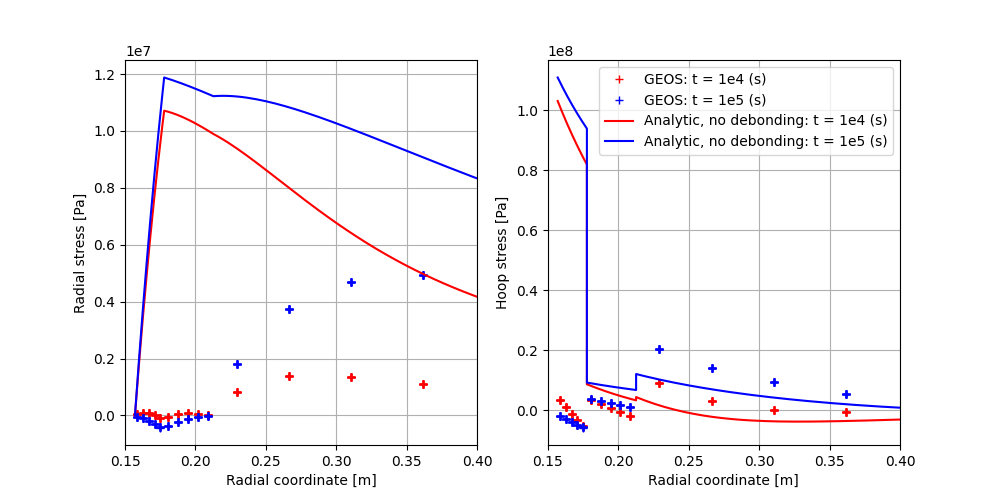 1e7
1.2
1.0
0.8
0.6
0.4
0.2
0.0
Radial stress [Pa]
0.15 0.20 0.25 0.30 0.35 0.40
Radial coordinate [m]
1e8
GEOS: t = 1e4 (s)
GEOS: t = 1e5 (s)
Analytic, no debonding: t = 1e4 (s)
Analytic, no debonding: t = 1e5 (s)
1.0
0.8
0.6
0.4
0.2
0.0
Hoop stress [Pa]
0.15 0.20 0.25 0.30 0.35 0.40
Radial coordinate [m]